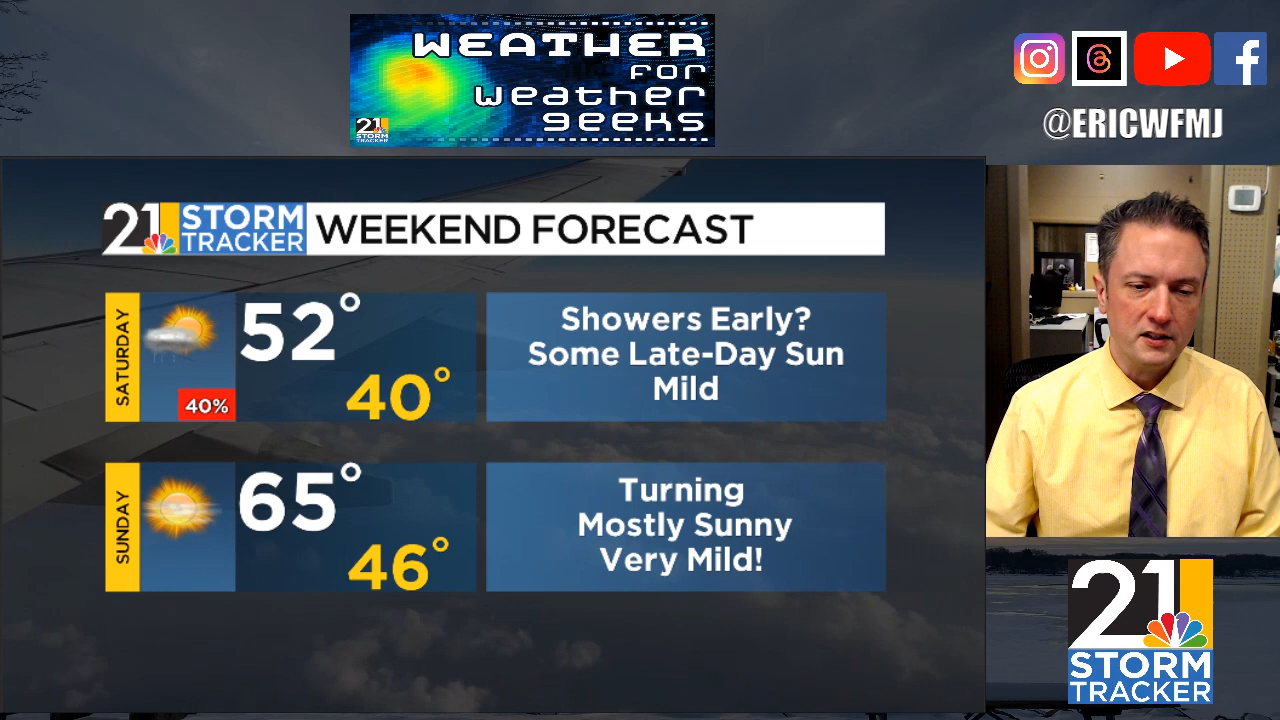 WEATHER
FOR
weather
geeks
21
STORM
TRACKER
@ERICWFMJ
21 STORM
TRACKER
WEEKEND FORECAST
SATURDAY
40%
52°
40°
Showers Early?
Some Late-Day Sun
Mild
SUNDAY
65°
46°
Turning
Mostly Sunny
Very Mild!
21
STORM
TRACKER